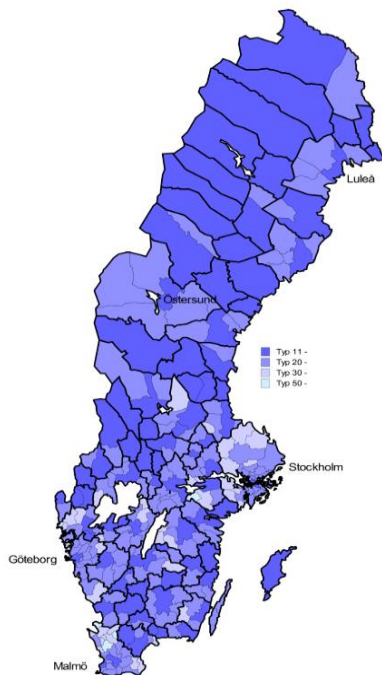 Luleå
Östersund
Typ 11 -
Typ 20 -
Typ 30 -
Typ 50 -
Stockholm
Göteborg
Malmö